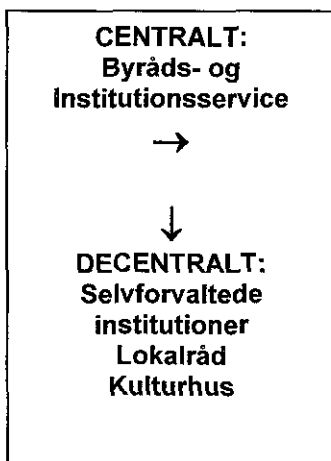 CENTRALT:
Byråds- og
Institutionsservice
→
↓
DECENTRALT:
Selvforvaltede
institutioner
Lokalråd
Kulturhus